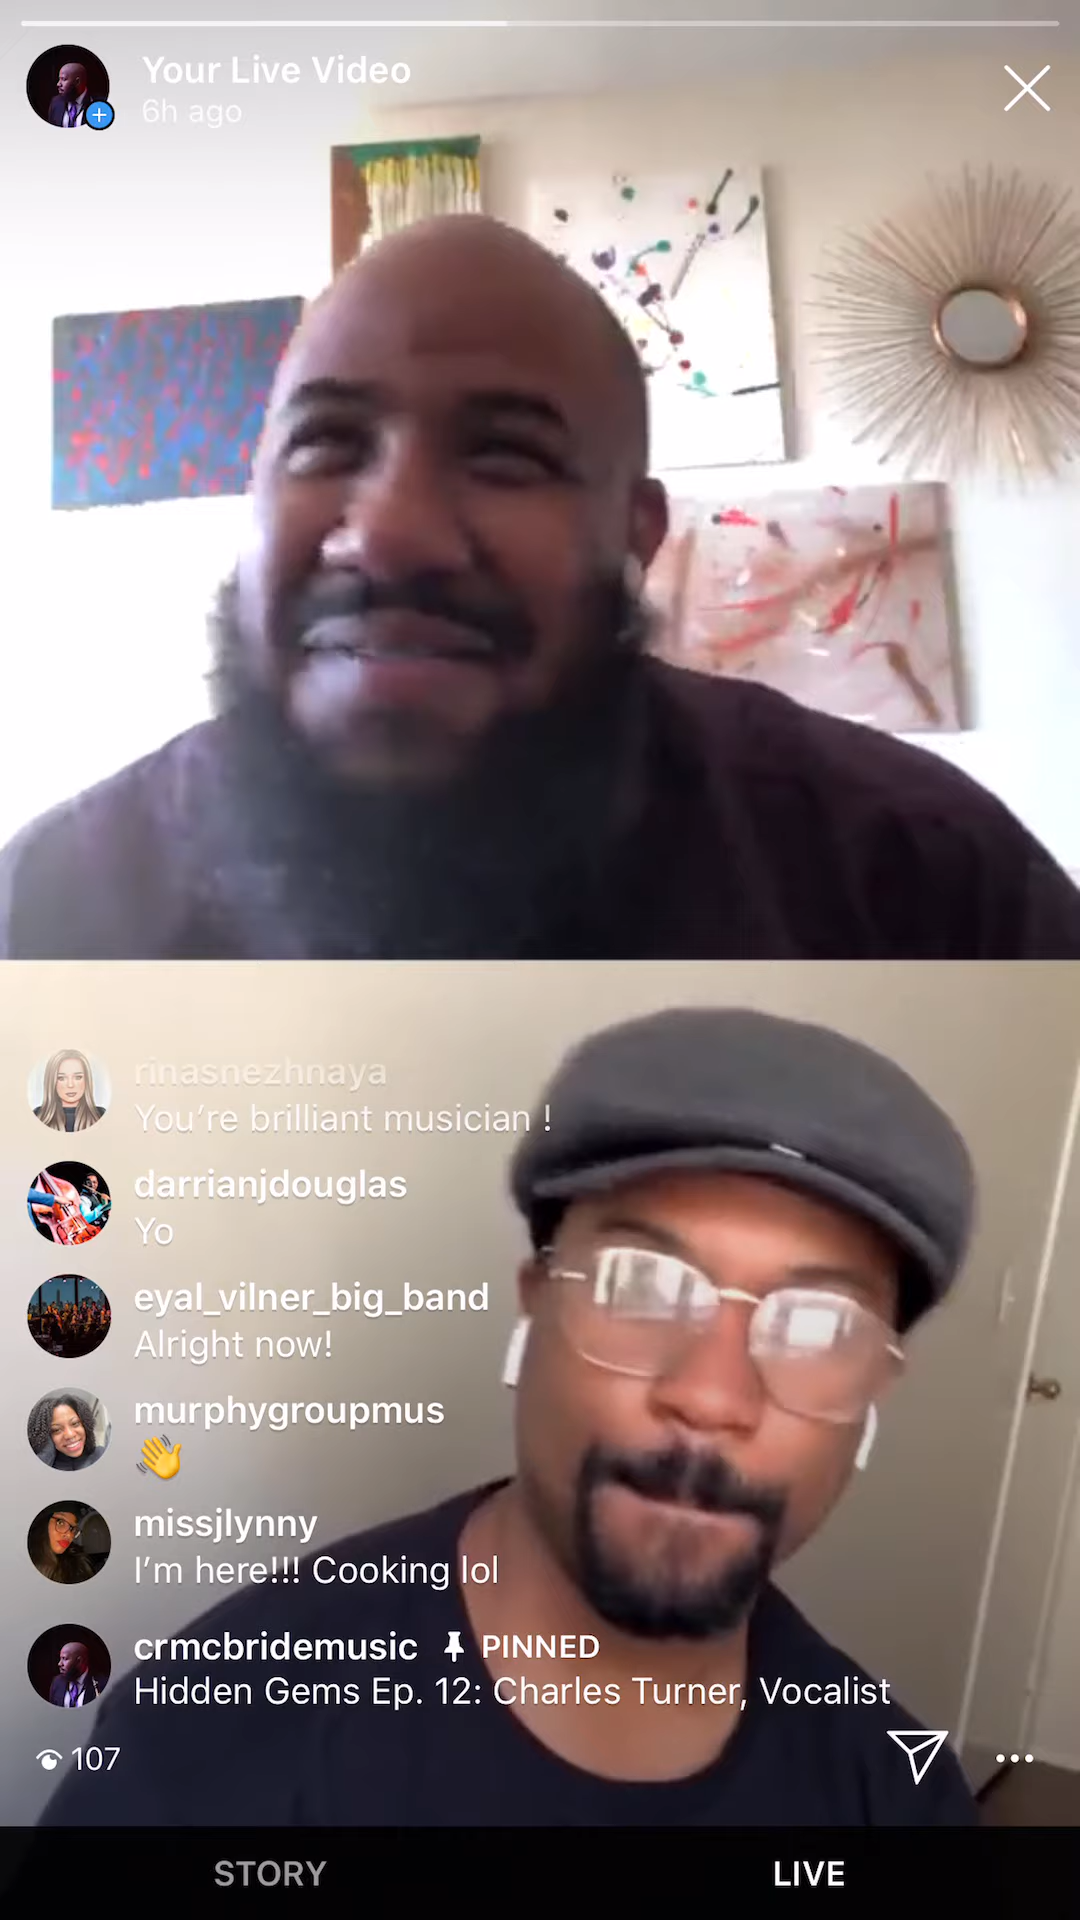 Your Live Video
6h ago
rinasnezhnaya
You’re brilliant musician !
darrianjdouglas
Yo
eyal_vilner_big_band
Alright now!
murphygroupmus
👋
missjlynny
I’m here!!! Cooking lol
crmcbridemusic PINNED
Hidden Gems Ep. 12: Charles Turner, Vocalist
107
STORY LIVE